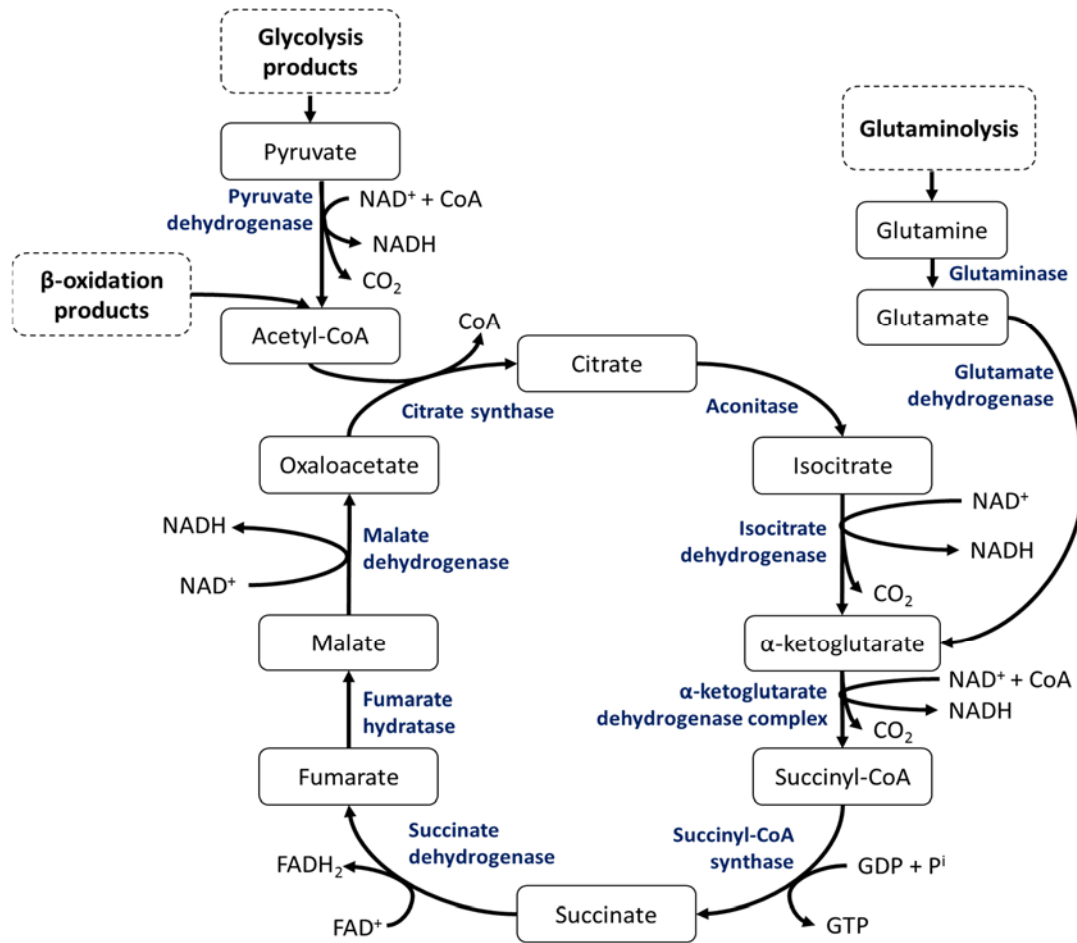 Glycolysis
products
Pyruvate
Pyruvate
dehydrogenase
NAD⁺ + CoA
NADH
CO₂
β-oxidation
products
Acetyl-CoA
Glutaminolysis
Glutamine
Glutaminase
Glutamate
Glutamate
dehydrogenase
CoA
Citrate
Citrate synthase
Aconitase
Oxaloacetate
Isocitrate
NADH
NAD⁺
Malate
dehydrogenase
Isocitrate
dehydrogenase
NAD⁺
NADH
CO₂
Malate
α-ketoglutarate
Fumarate
hydratase
α-ketoglutarate
dehydrogenase complex
NAD⁺ + CoA
NADH
CO₂
Fumarate
Succinyl-CoA
Succinate
dehydrogenase
Succinyl-CoA
synthase
FADH₂
FAD⁺
GDP + Pⁱ
GTP
Succinate